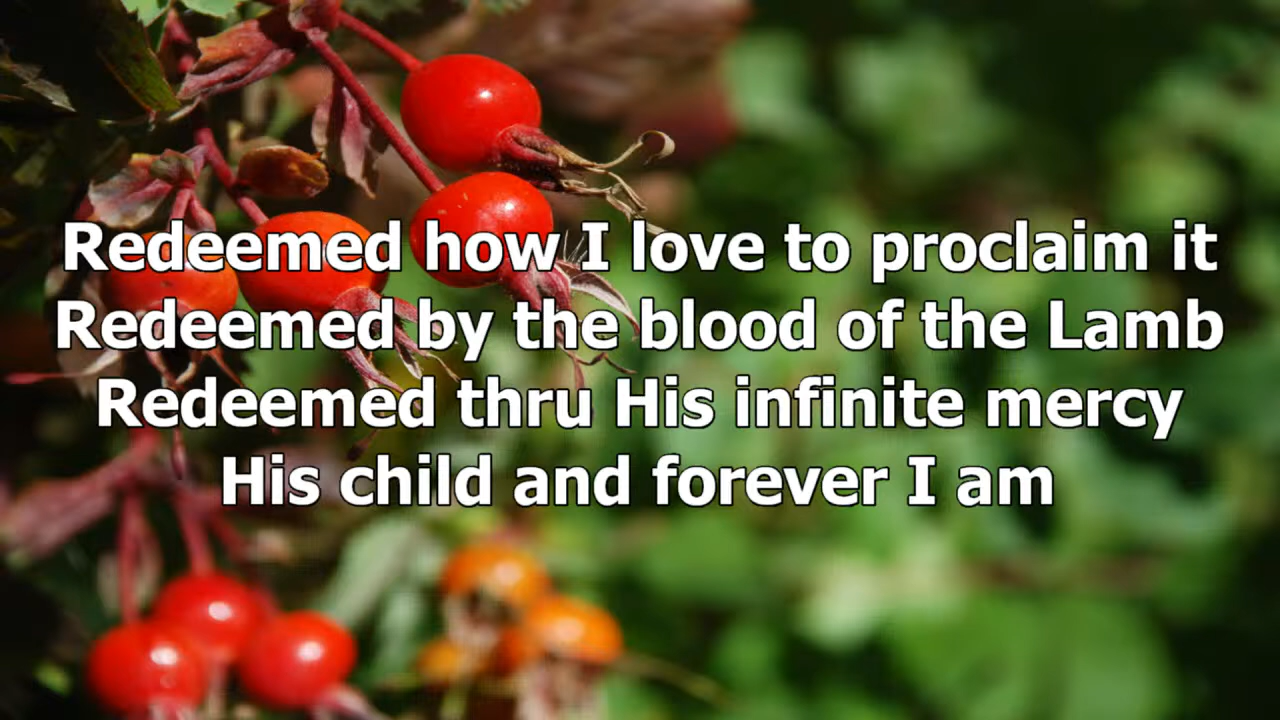 Redeemed how I love to proclaim it
Redeemed by the blood of the Lamb
Redeemed thru His infinite mercy
His child and forever I am